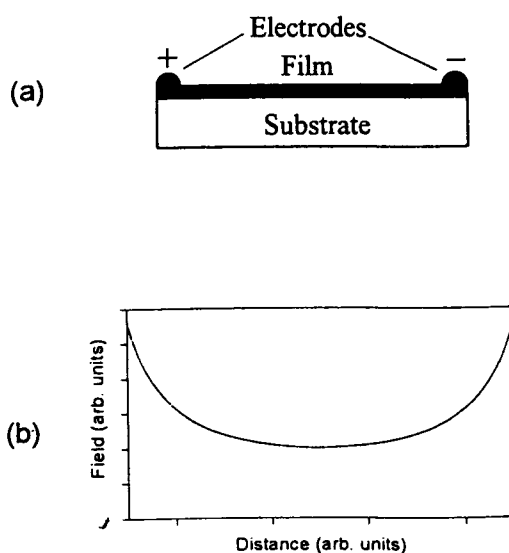 Electrodes
+ −
Film
(a)
Substrate
(b)
Field (arb. units)
Distance (arb. units)